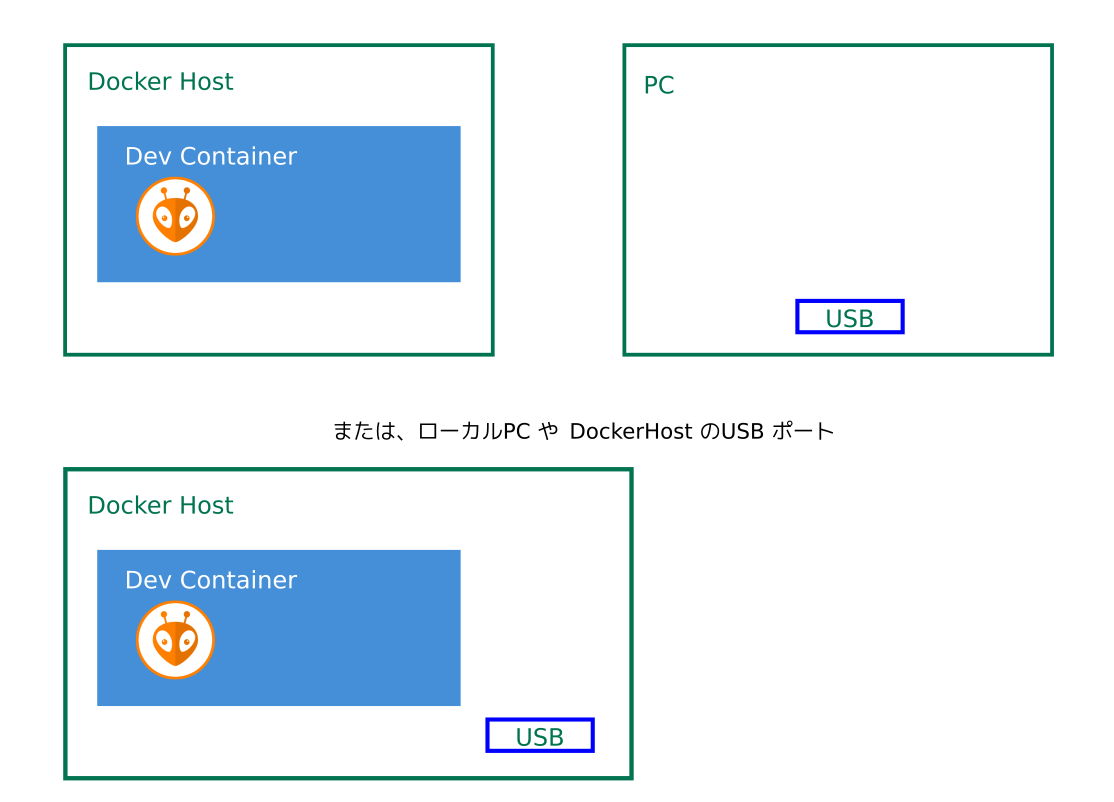 Docker Host
PC
Dev Container
USB
または、ローカルPC や DockerHost のUSB ポート
Docker Host
Dev Container
USB